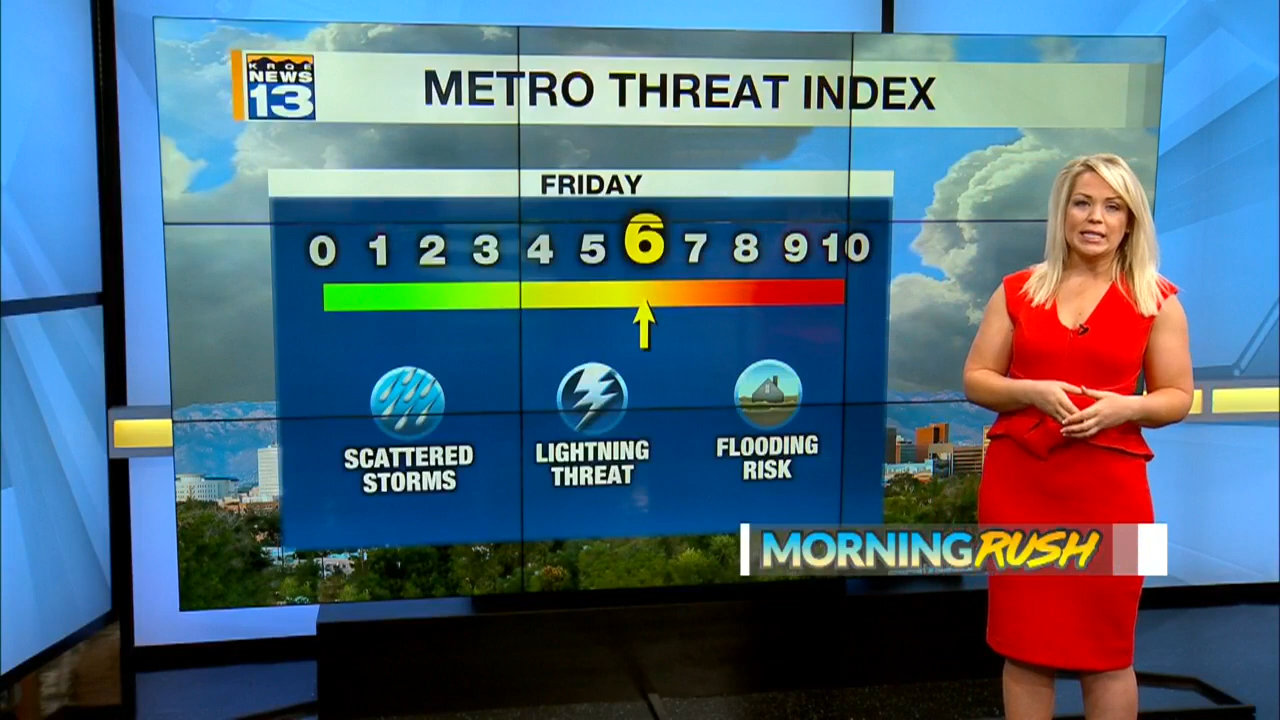 KRQE
NEWS
13
METRO THREAT INDEX
FRIDAY
0 1 2 3 4 5 6 7 8 9 10
SCATTERED
STORMS
LIGHTNING
THREAT
FLOODING
RISK
MORNING RUSH